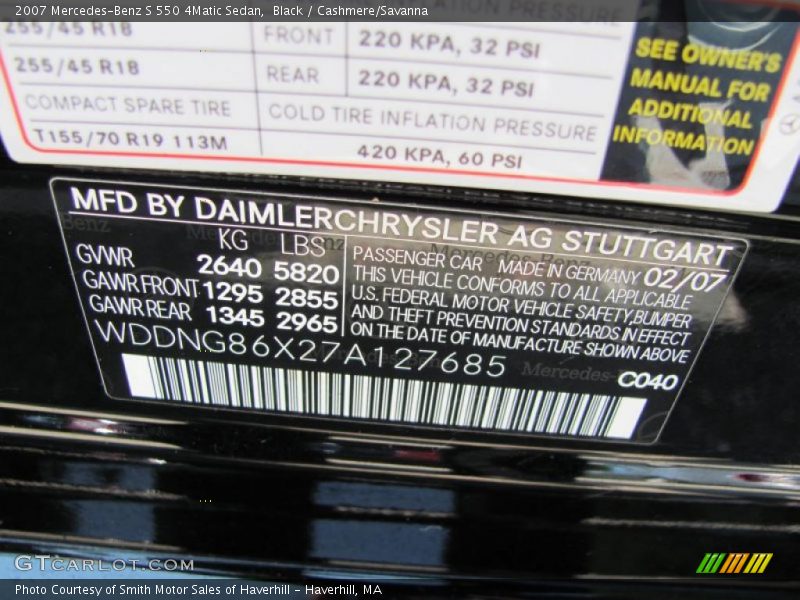 2007 Mercedes-Benz S 550 4Matic Sedan, Black / Cashmere/Savanna
INFLATION PRESSURE
255/45 R18
FRONT 220 KPA, 32 PSI
255/45 R18
REAR 220 KPA, 32 PSI
COMPACT SPARE TIRE
COLD TIRE INFLATION PRESSURE
T155/70 R19 113M
420 KPA, 60 PSI
SEE OWNER'S
MANUAL FOR
ADDITIONAL
INFORMATION
MFD BY DAIMLERCHRYSLER AG STUTTGART
KG LBS
GVWR 2640 5820
GAWR FRONT 1295 2855
GAWR REAR 1345 2965
PASSENGER CAR MADE IN GERMANY 02/07
THIS VEHICLE CONFORMS TO ALL APPLICABLE
U.S. FEDERAL MOTOR VEHICLE SAFETY, BUMPER
AND THEFT PREVENTION STANDARDS IN EFFECT
ON THE DATE OF MANUFACTURE SHOWN ABOVE
WDDNG86X27A127685
C040
GTCARLOT.COM
Photo Courtesy of Smith Motor Sales of Haverhill - Haverhill, MA